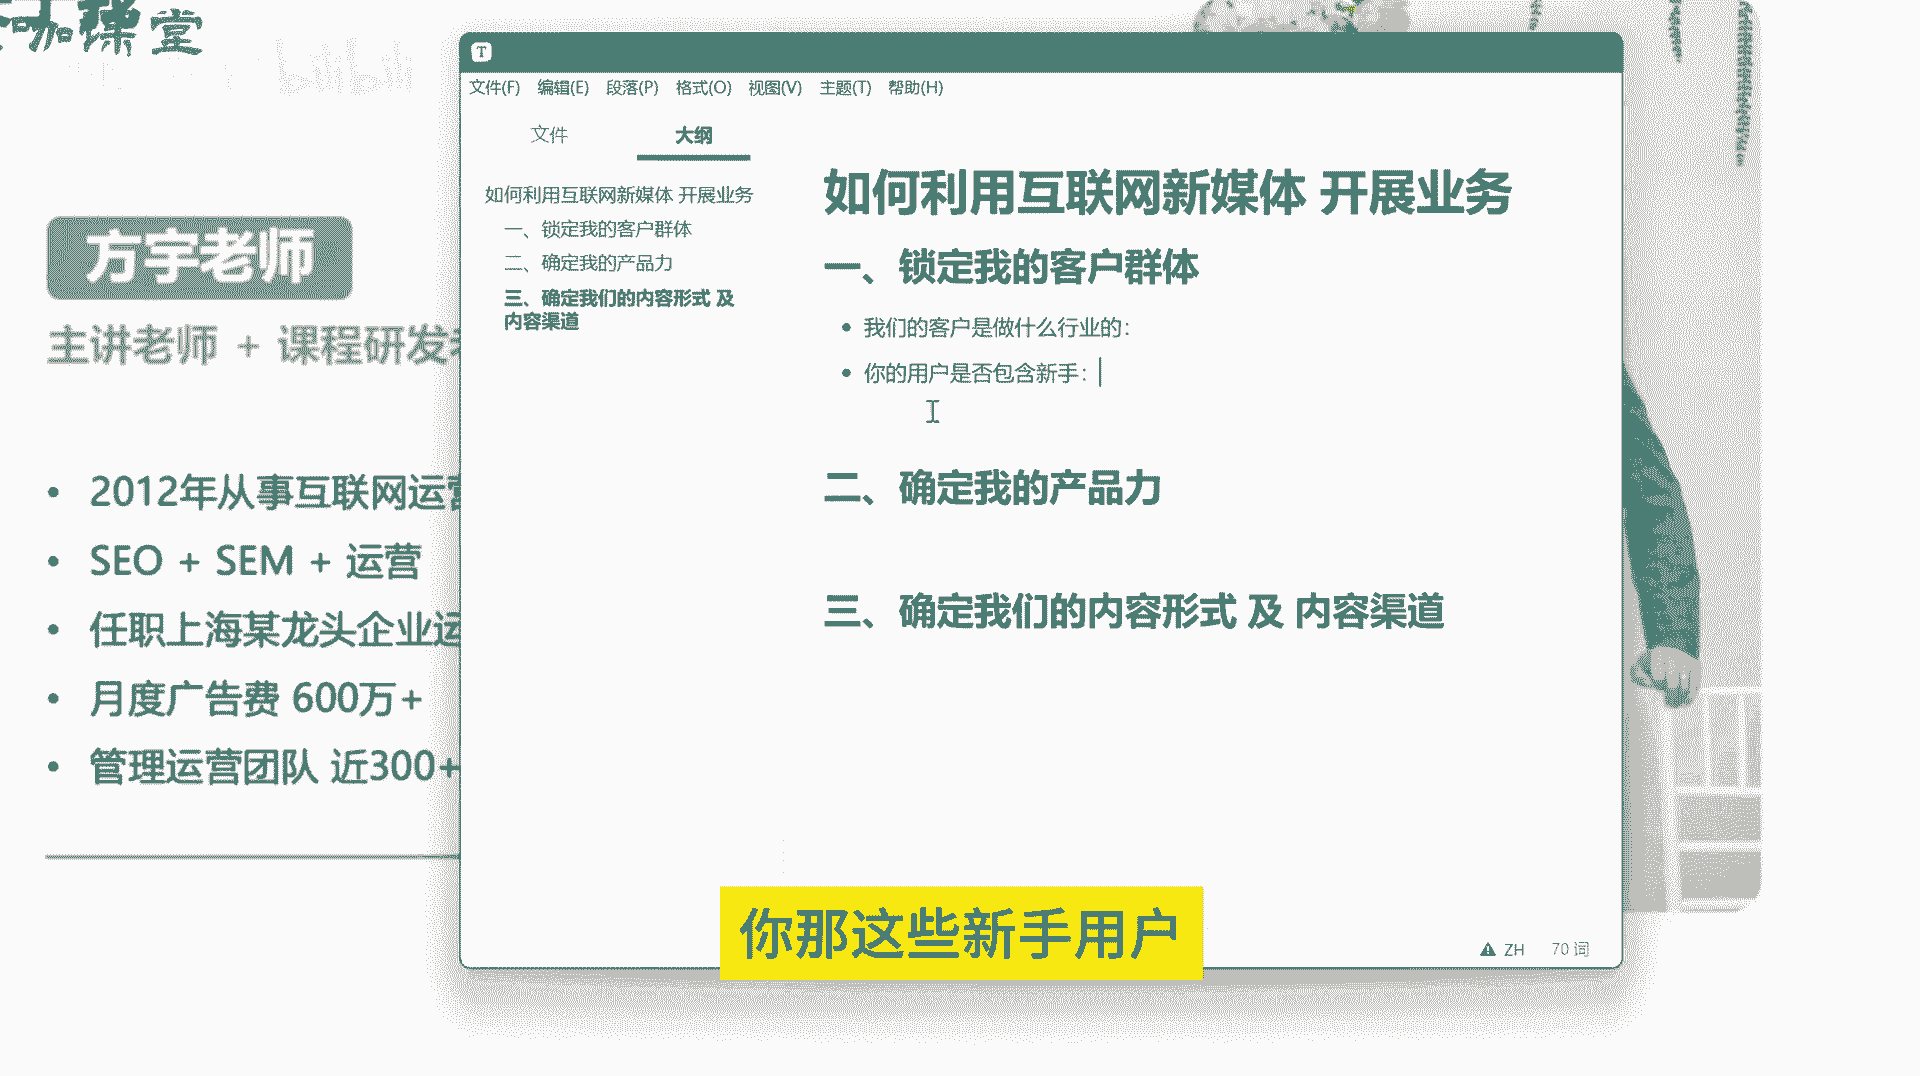 课堂
bilibili
方宇老师
主讲老师 + 课程研发
• 2012年从事互联网运营
• SEO + SEM + 运营
• 任职上海某龙头企业运
• 月度广告费 600万+
• 管理运营团队 近300+
T
文件(F) 编辑(E) 段落(P) 格式(O) 视图(V) 主题(T) 帮助(H)
文件 大纲
如何利用互联网新媒体 开展业务
一、锁定我的客户群体
二、确定我的产品力
三、确定我们的内容形式 及
内容渠道
如何利用互联网新媒体 开展业务
一、锁定我的客户群体
• 我们的客户是做什么行业的：
• 你的用户是否包含新手：
二、确定我的产品力
三、确定我们的内容形式 及 内容渠道
ZH 70 词
你那这些新手用户